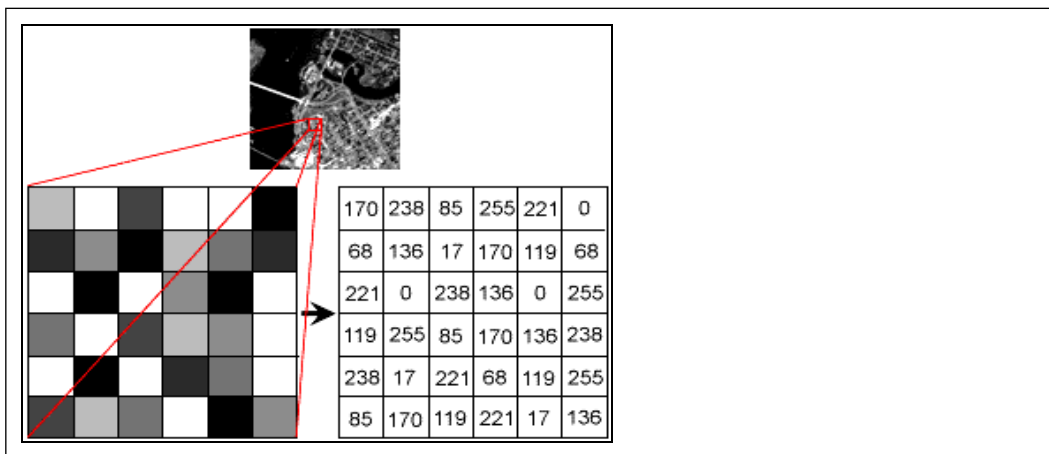 170 238 85 255 221 0
68 136 17 170 119 68
221 0 238 136 0 255
119 255 85 170 136 238
238 17 221 68 119 255
85 170 119 221 17 136